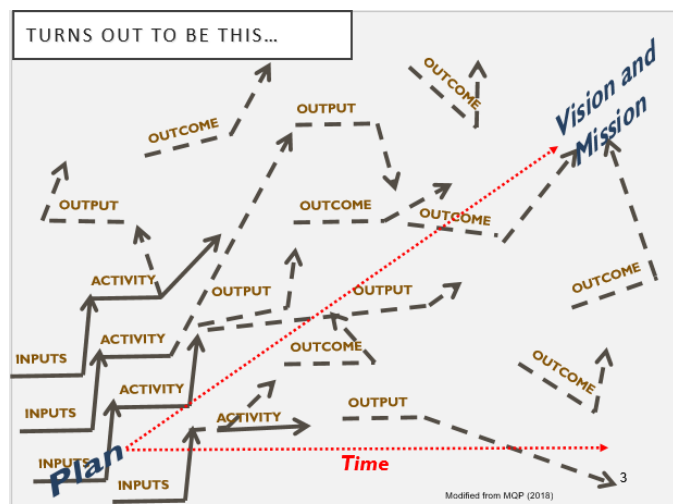 TURNS OUT TO BE THIS…
OUTCOME
OUTPUT
OUTCOME
Vision and
Mission
OUTPUT
OUTCOME
OUTCOME
ACTIVITY
OUTPUT
OUTPUT
OUTCOME
ACTIVITY
INPUTS
OUTCOME
OUTCOME
ACTIVITY
INPUTS
OUTPUT
ACTIVITY
INPUTS
Plan
Time
INPUTS
3
Modified from MQP (2018)